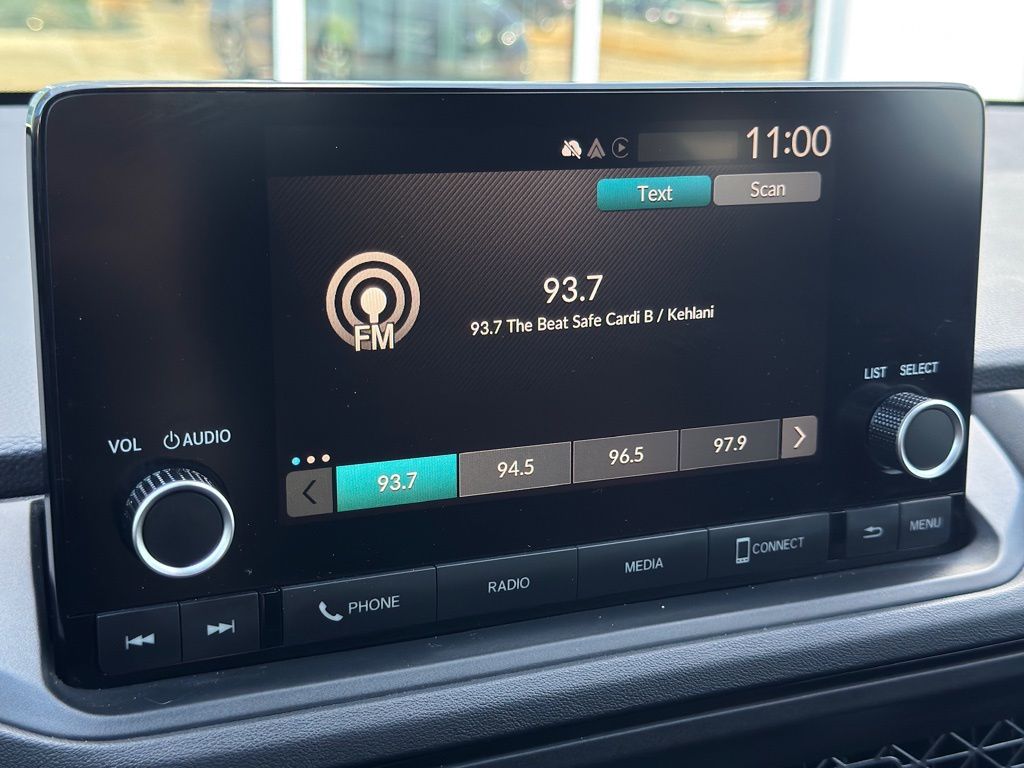 11:00
Text
Scan
93.7
93.7 The Beat Safe Cardi B / Kehlani
FM
LIST SELECT
VOL AUDIO
93.7
94.5
96.5
97.9
PHONE
RADIO
MEDIA
CONNECT
MENU